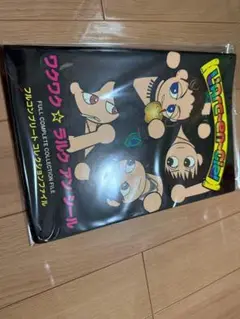 L'Arc~en~Ciel
ワクワク☆ラルク アン シール
FULL COMPLETE COLLECTION FILE
フルコンプリート コレクションファイル